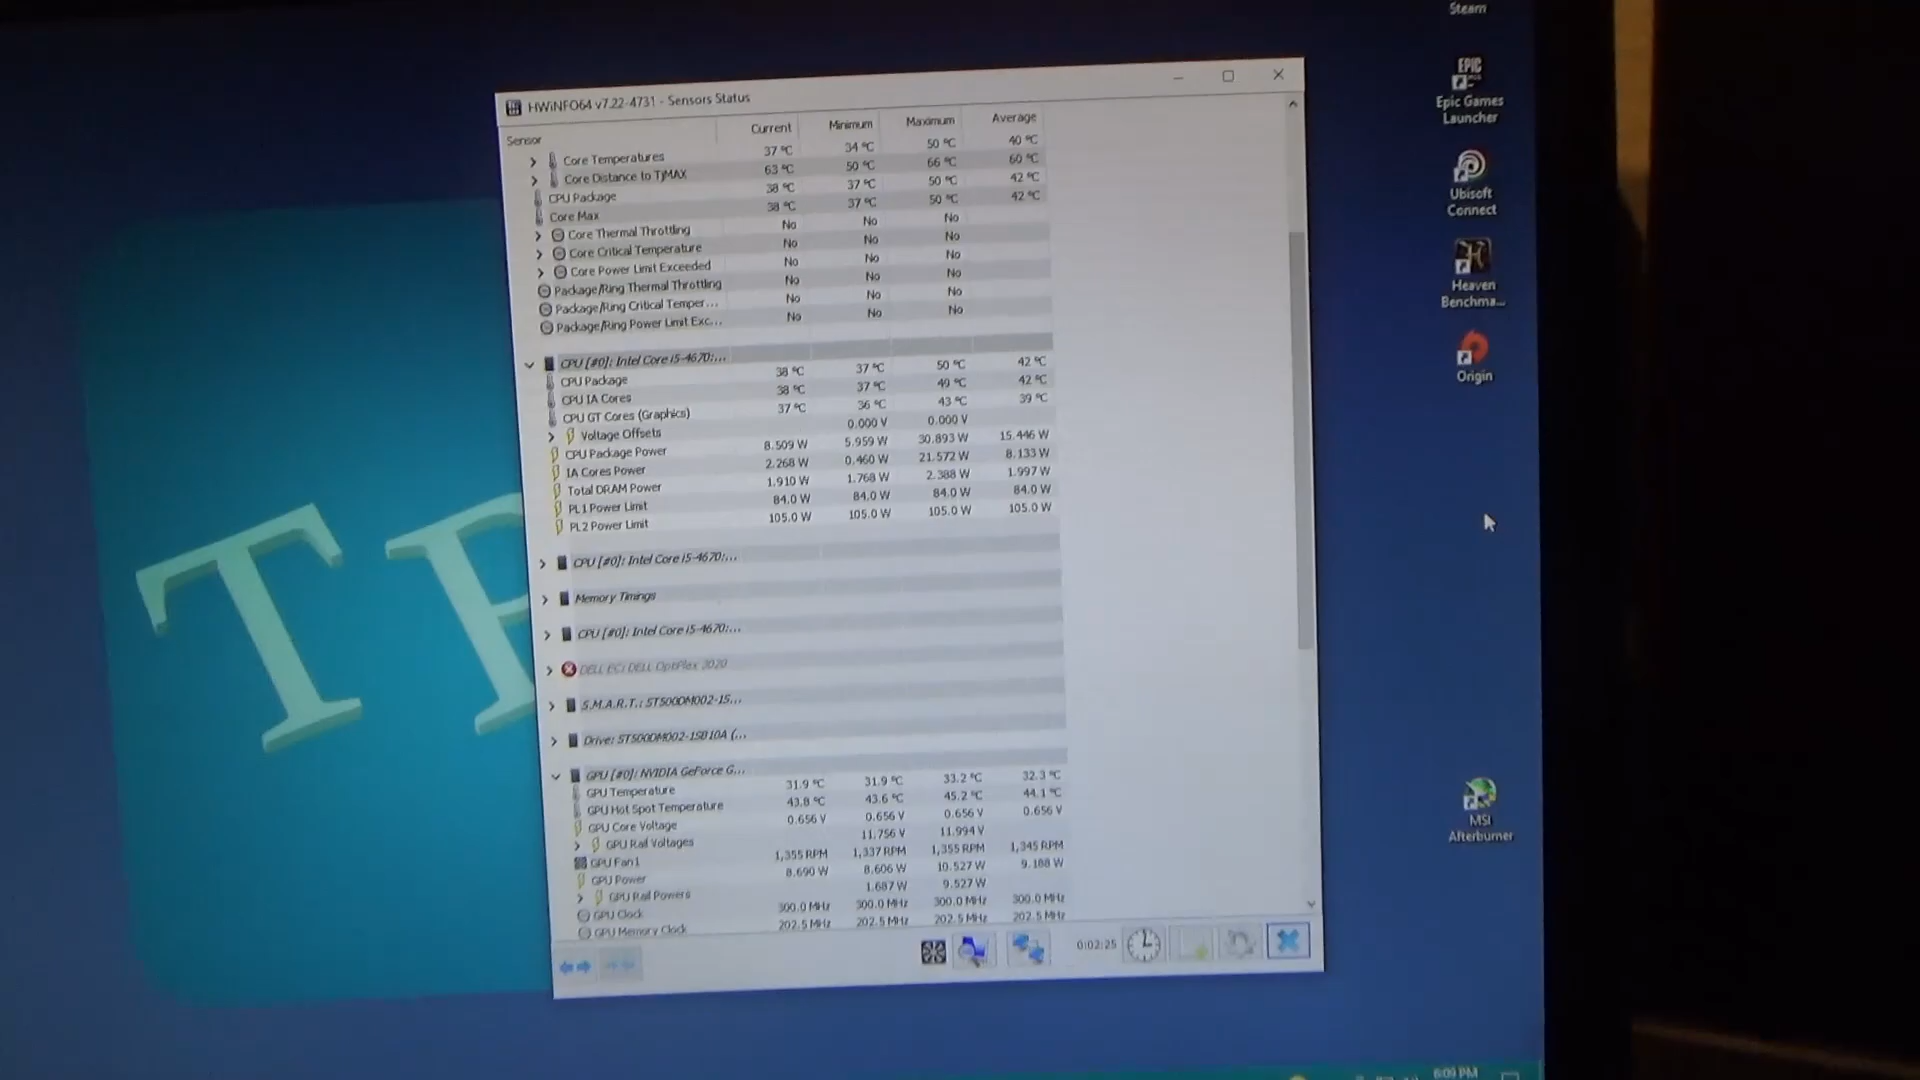 Steam
HWiNFO64 v7.22-4731 - Sensors Status
Sensor Current Minimum Maximum Average
Core Temperatures 37 °C 34 °C 50 °C 40 °C
Core Distance to TjMAX 63 °C 50 °C 66 °C 60 °C
CPU Package 38 °C 37 °C 50 °C 42 °C
Core Max 38 °C 37 °C 50 °C 42 °C
Core Thermal Throttling No No No
Core Critical Temperature No No No
Core Power Limit Exceeded No No No
Package/Ring Thermal Throttling No No No
Package/Ring Critical Temper... No No No
Package/Ring Power Limit Exc... No No No
CPU [#0]: Intel Core i5-4670:...
CPU Package 38 °C 37 °C 50 °C 42 °C
CPU IA Cores 38 °C 37 °C 49 °C 42 °C
CPU GT Cores (Graphics) 37 °C 36 °C 43 °C 39 °C
Voltage Offsets 0.000 V 0.000 V
CPU Package Power 8.509 W 5.959 W 30.893 W 15.446 W
IA Cores Power 2.268 W 0.460 W 21.572 W 8.133 W
Total DRAM Power 1.910 W 1.768 W 2.388 W 1.997 W
PL1 Power Limit 84.0 W 84.0 W 84.0 W 84.0 W
PL2 Power Limit 105.0 W 105.0 W 105.0 W 105.0 W
CPU [#0]: Intel Core i5-4670:...
Memory Timings
CPU [#0]: Intel Core i5-4670:...
DELL EC: DELL OptiPlex 3020
S.M.A.R.T.: ST500DM002-1S...
Drive: ST500DM002-1SB10A (...
GPU [#0]: NVIDIA GeForce G...
GPU Temperature 31.9 °C 31.9 °C 33.2 °C 32.3 °C
GPU Hot Spot Temperature 43.8 °C 43.6 °C 45.2 °C 44.1 °C
GPU Core Voltage 0.656 V 0.656 V 0.656 V 0.656 V
GPU Rail Voltages 11.756 V 11.994 V
GPU Fan1 1,355 RPM 1,337 RPM 1,355 RPM 1,345 RPM
GPU Power 8.690 W 8.606 W 10.527 W 9.188 W
GPU Rail Powers 1.687 W 9.527 W
GPU Clock 300.0 MHz 300.0 MHz 300.0 MHz 300.0 MHz
GPU Memory Clock 202.5 MHz 202.5 MHz 202.5 MHz 202.5 MHz
0:02:25
EPIC
Epic Games
Launcher
Ubisoft
Connect
Heaven
Benchma...
Origin
MSI
Afterburner
6:09 PM